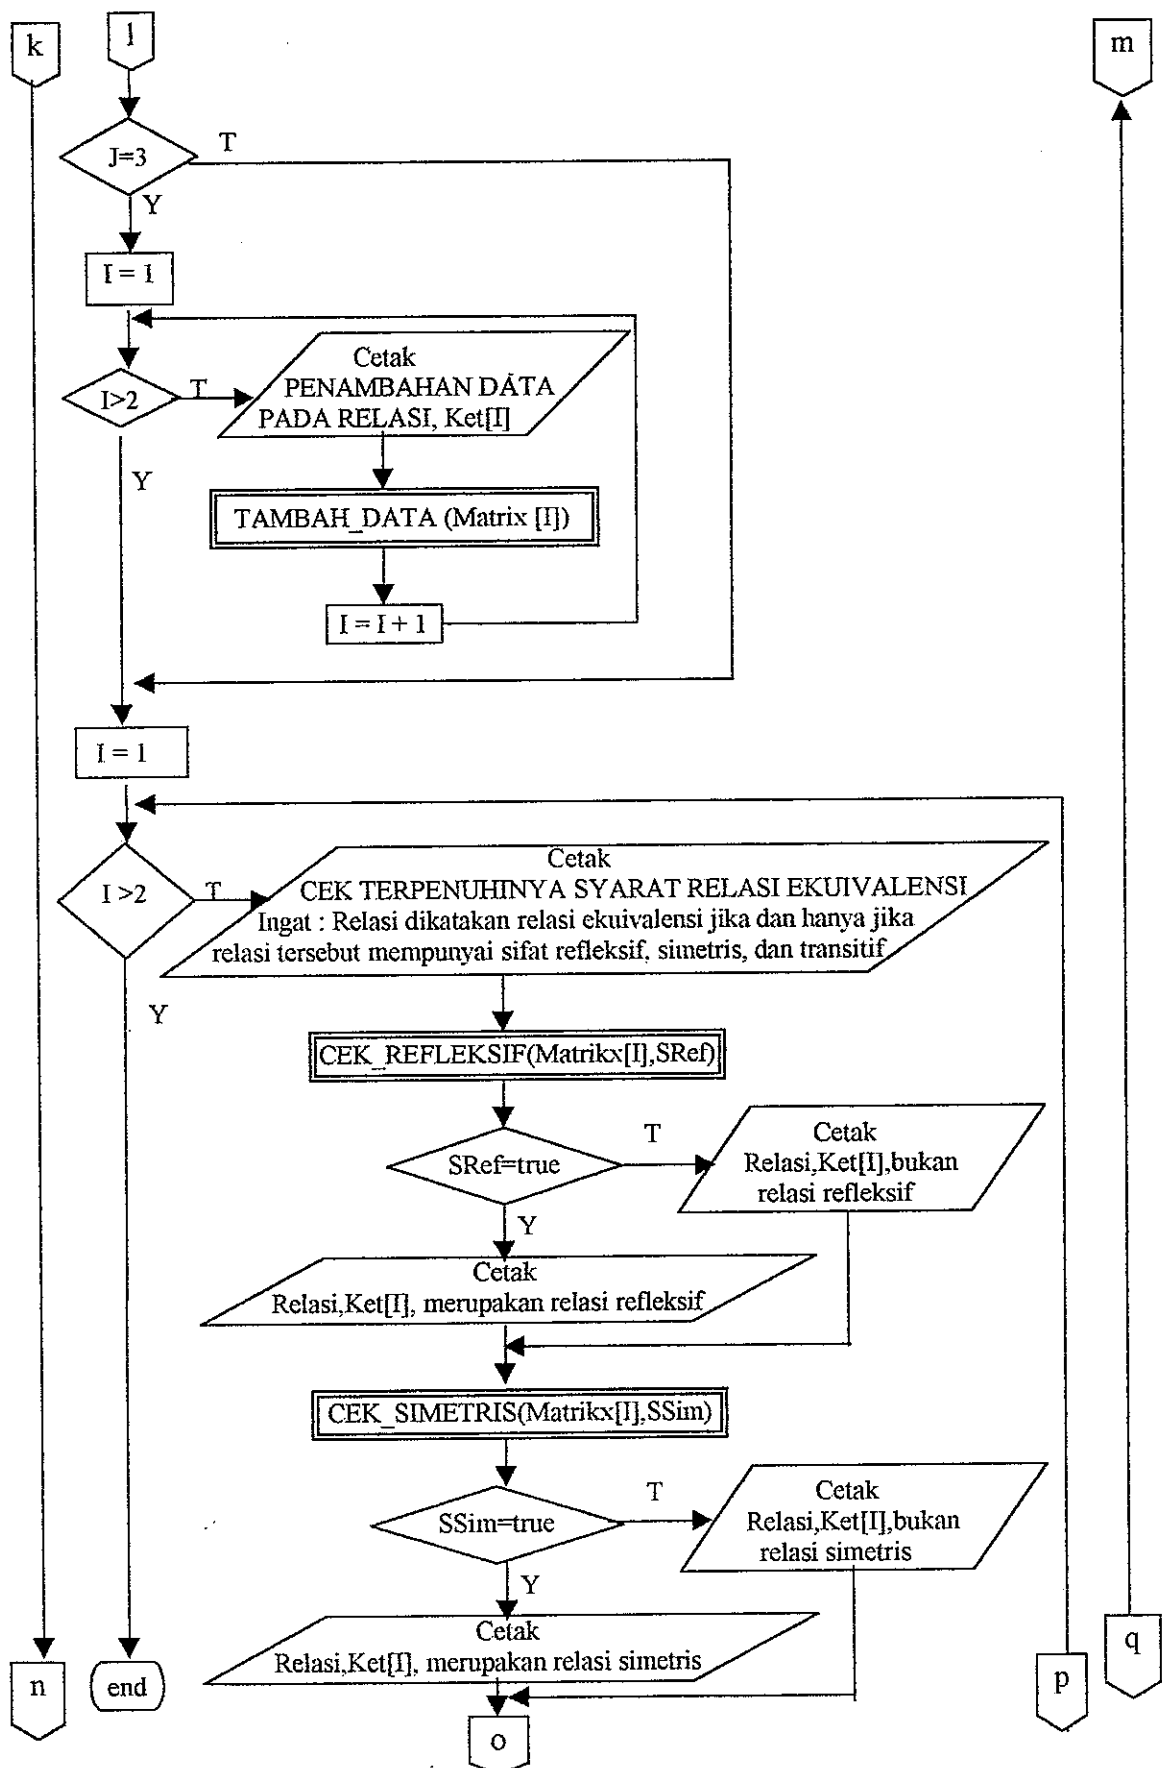 k
l
m
J=3
T
Y
I = 1
Cetak
PENAMBAHAN DATA
PADA RELASI, Ket[I]
I>2
T
Y
TAMBAH_DATA (Matrix [I])
I = I + 1
I = 1
Cetak
CEK TERPENUHINYA SYARAT RELASI EKUIVALENSI
Ingat : Relasi dikatakan relasi ekuivalensi jika dan hanya jika
relasi tersebut mempunyai sifat refleksif, simetris, dan transitif
I >2
T
Y
CEK_REFLEKSIF(Matrikx[I],SRef)
SRef=true
T
Cetak
Relasi,Ket[I],bukan
relasi refleksif
Y
Cetak
Relasi,Ket[I], merupakan relasi refleksif
CEK_SIMETRIS(Matrikx[I],SSim)
SSim=true
T
Cetak
Relasi,Ket[I],bukan
relasi simetris
Y
Cetak
Relasi,Ket[I], merupakan relasi simetris
n
end
o
p
q